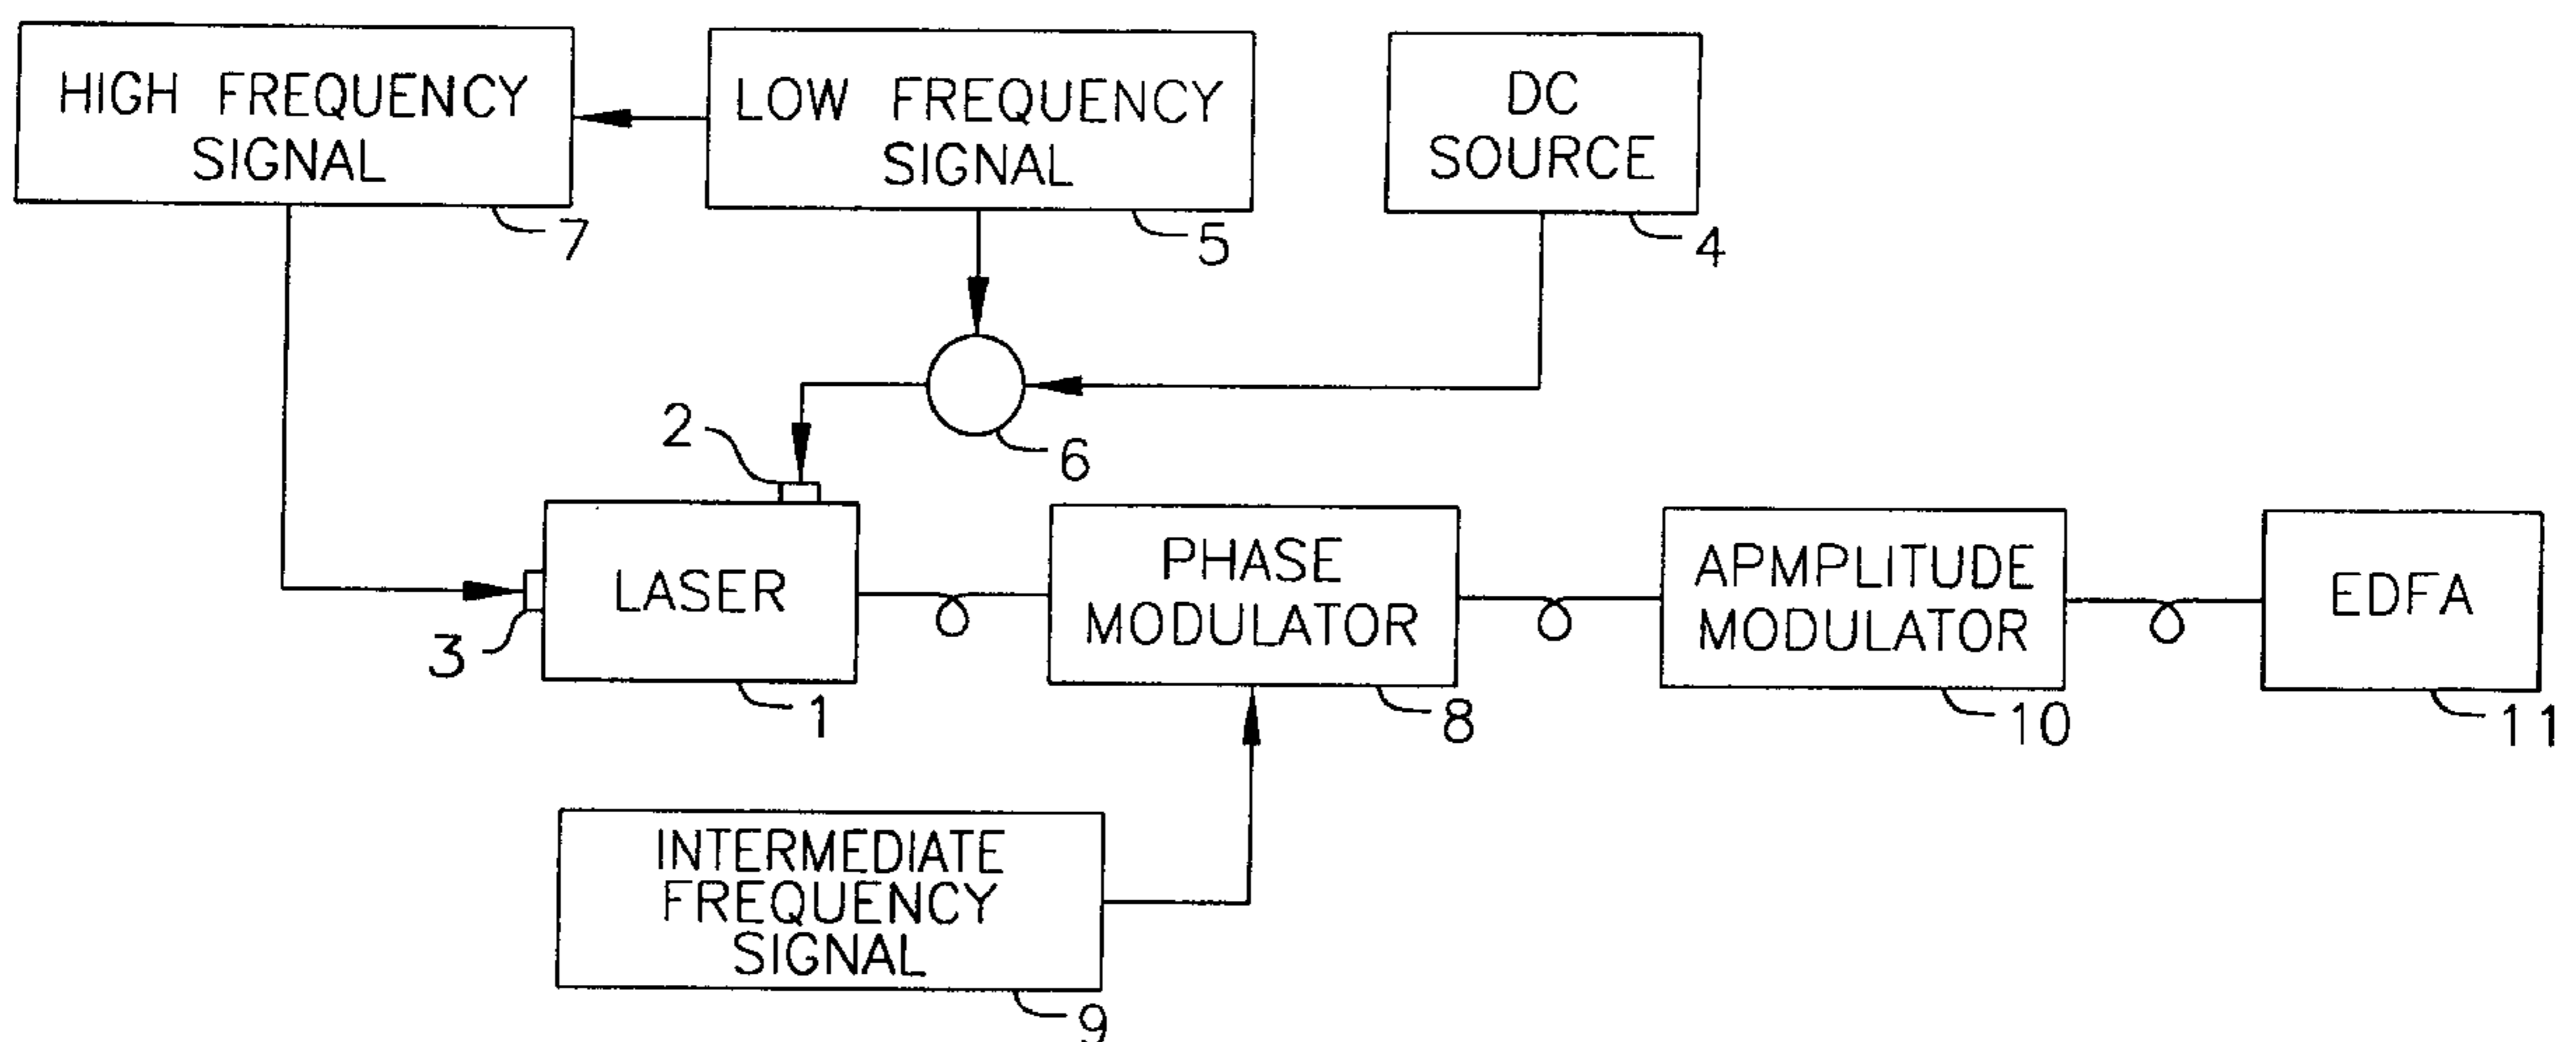 HIGH FREQUENCY
SIGNAL
7
LOW FREQUENCY
SIGNAL
5
DC
SOURCE
4
6
2
3
LASER
1
PHASE
MODULATOR
8
APMPLITUDE
MODULATOR
10
EDFA
11
INTERMEDIATE
FREQUENCY
SIGNAL
9